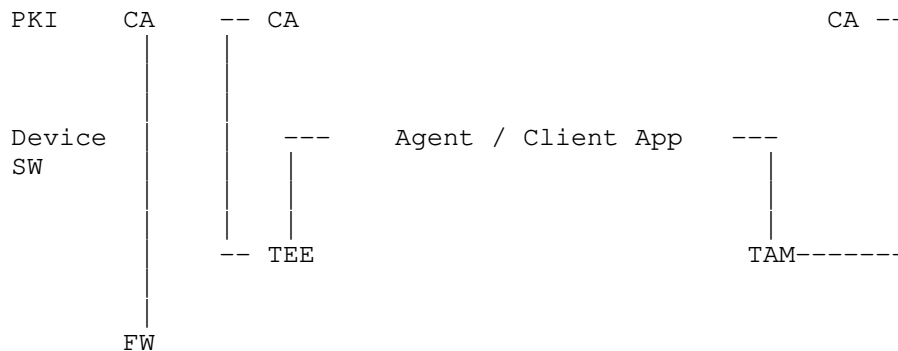 PKI CA -- CA CA --
Device --- Agent / Client App ---
SW
-- TEE TAM-------
FW